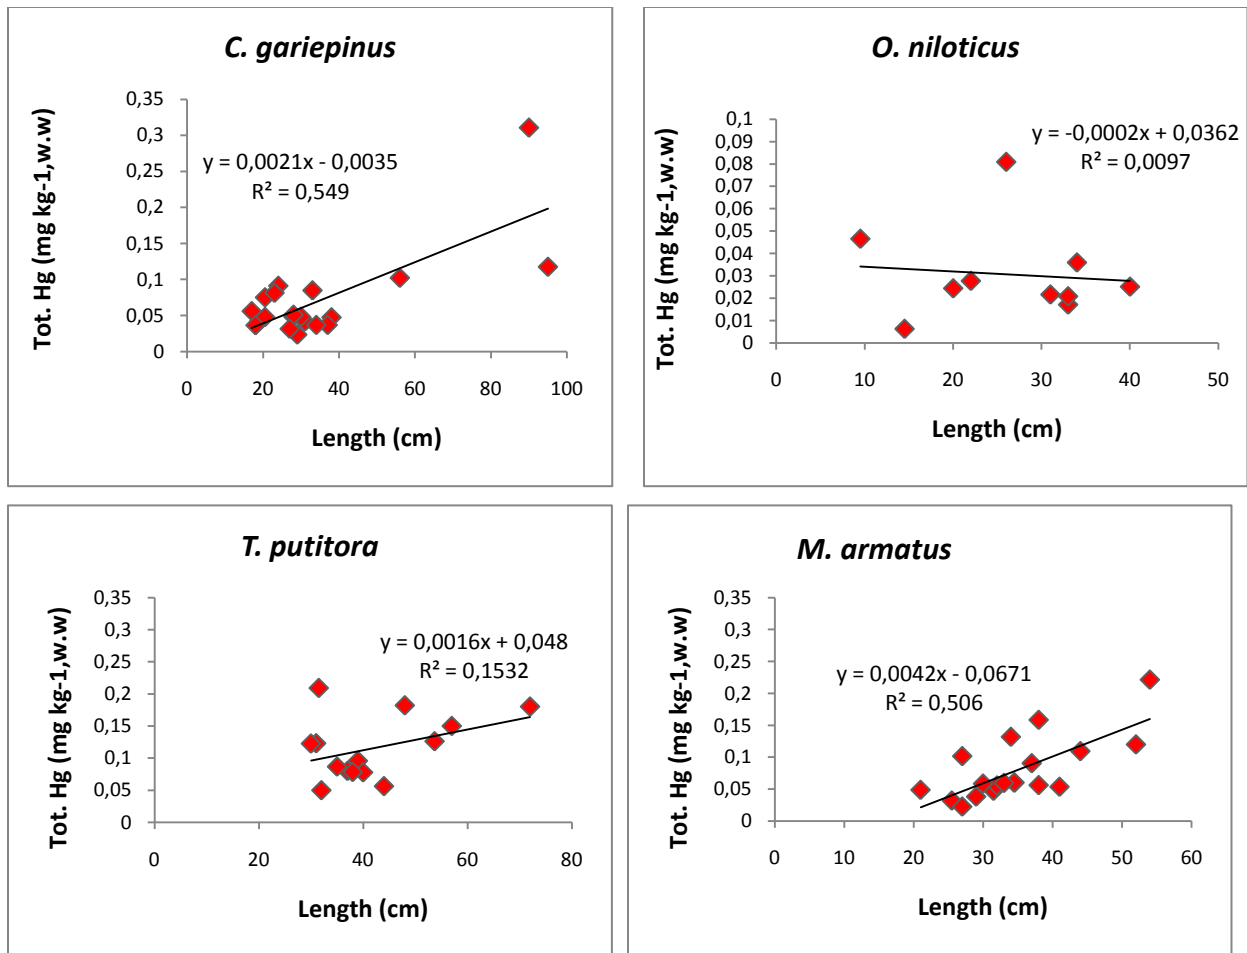 C. gariepinus
Tot. Hg (mg kg-1,w.w)
0,35
0,3
0,25
0,2
0,15
0,1
0,05
0
y = 0,0021x - 0,0035
R² = 0,549
0 20 40 60 80 100
Length (cm)
O. niloticus
Tot. Hg (mg kg-1,w.w)
0,1
0,09
0,08
0,07
0,06
0,05
0,04
0,03
0,02
0,01
0
y = -0,0002x + 0,0362
R² = 0,0097
0 10 20 30 40 50
Length (cm)
T. putitora
Tot. Hg (mg kg-1,w.w)
0,35
0,3
0,25
0,2
0,15
0,1
0,05
0
y = 0,0016x + 0,048
R² = 0,1532
0 20 40 60 80
Length (cm)
M. armatus
Tot. Hg (mg kg-1,w.w)
0,35
0,3
0,25
0,2
0,15
0,1
0,05
0
y = 0,0042x - 0,0671
R² = 0,506
0 10 20 30 40 50 60
Length (cm)